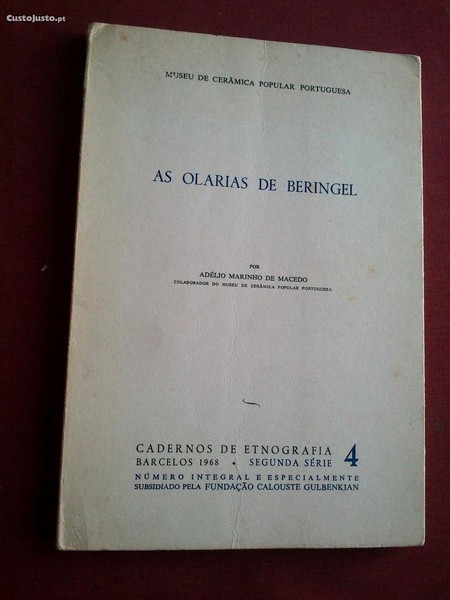 CustoJusto.pt
MUSEU DE CERÂMICA POPULAR PORTUGUESA
AS OLARIAS DE BERINGEL
POR
ADÉLIO MARINHO DE MACEDO
COLABORADOR DO MUSEU DE CERÂMICA POPULAR PORTUGUESA
CADERNOS DE ETNOGRAFIA 4
BARCELOS 1968 • SEGUNDA SÉRIE
NÚMERO INTEGRAL E ESPECIALMENTE
SUBSIDIADO PELA FUNDAÇÃO CALOUSTE GULBENKIAN